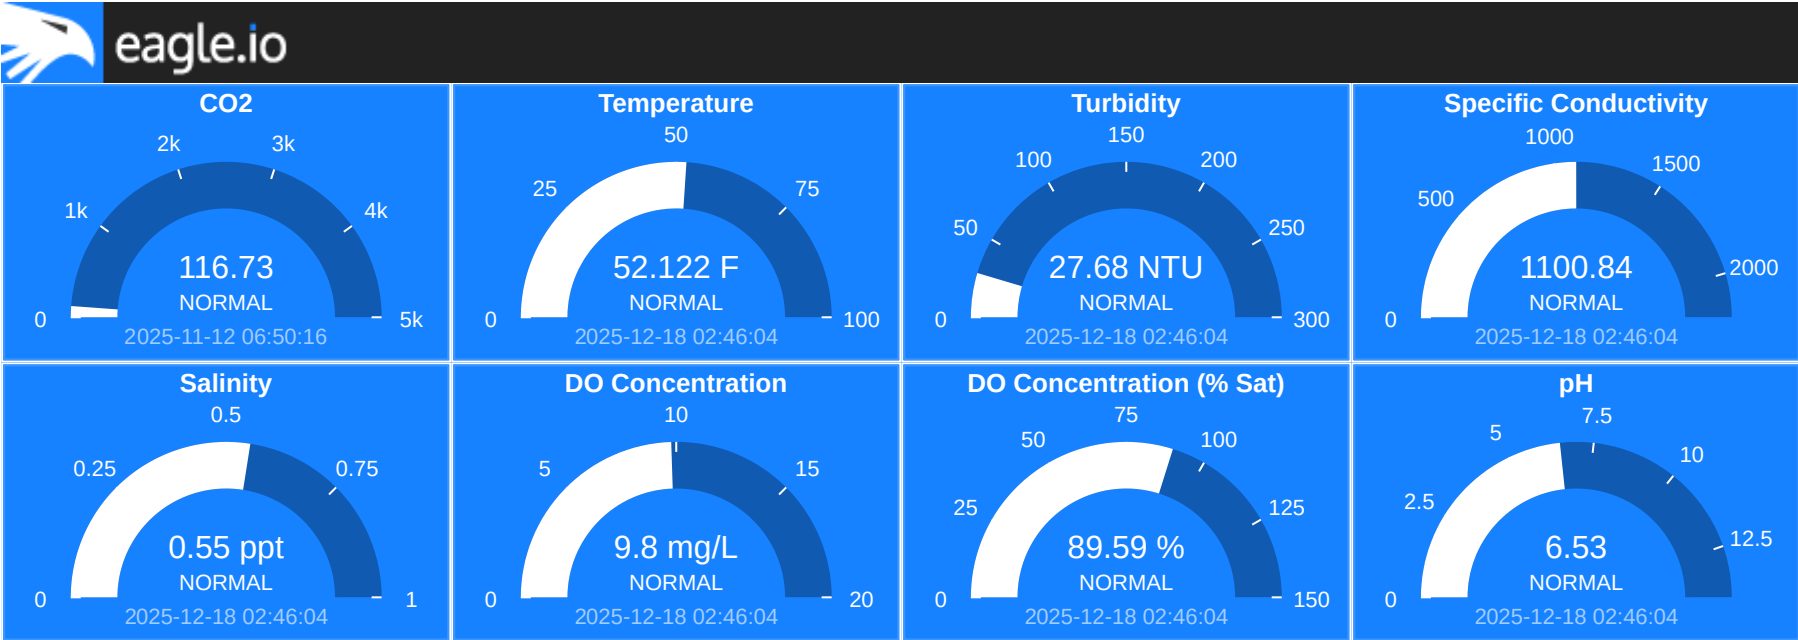 eagle.io
CO2
2k
3k
1k
4k
116.73
NORMAL
0
5k
2025-11-12 06:50:16
Temperature
50
25
75
52.122 F
NORMAL
0
100
2025-12-18 02:46:04
Turbidity
150
100
200
50
250
27.68 NTU
NORMAL
0
300
2025-12-18 02:46:04
Specific Conductivity
1000
1500
500
2000
1100.84
NORMAL
0
2025-12-18 02:46:04
Salinity
0.5
0.25
0.75
0.55 ppt
NORMAL
0
1
2025-12-18 02:46:04
DO Concentration
10
5
15
9.8 mg/L
NORMAL
0
20
2025-12-18 02:46:04
DO Concentration (% Sat)
75
50
100
25
125
89.59 %
NORMAL
0
150
2025-12-18 02:46:04
pH
7.5
5
10
2.5
12.5
6.53
NORMAL
0
2025-12-18 02:46:04